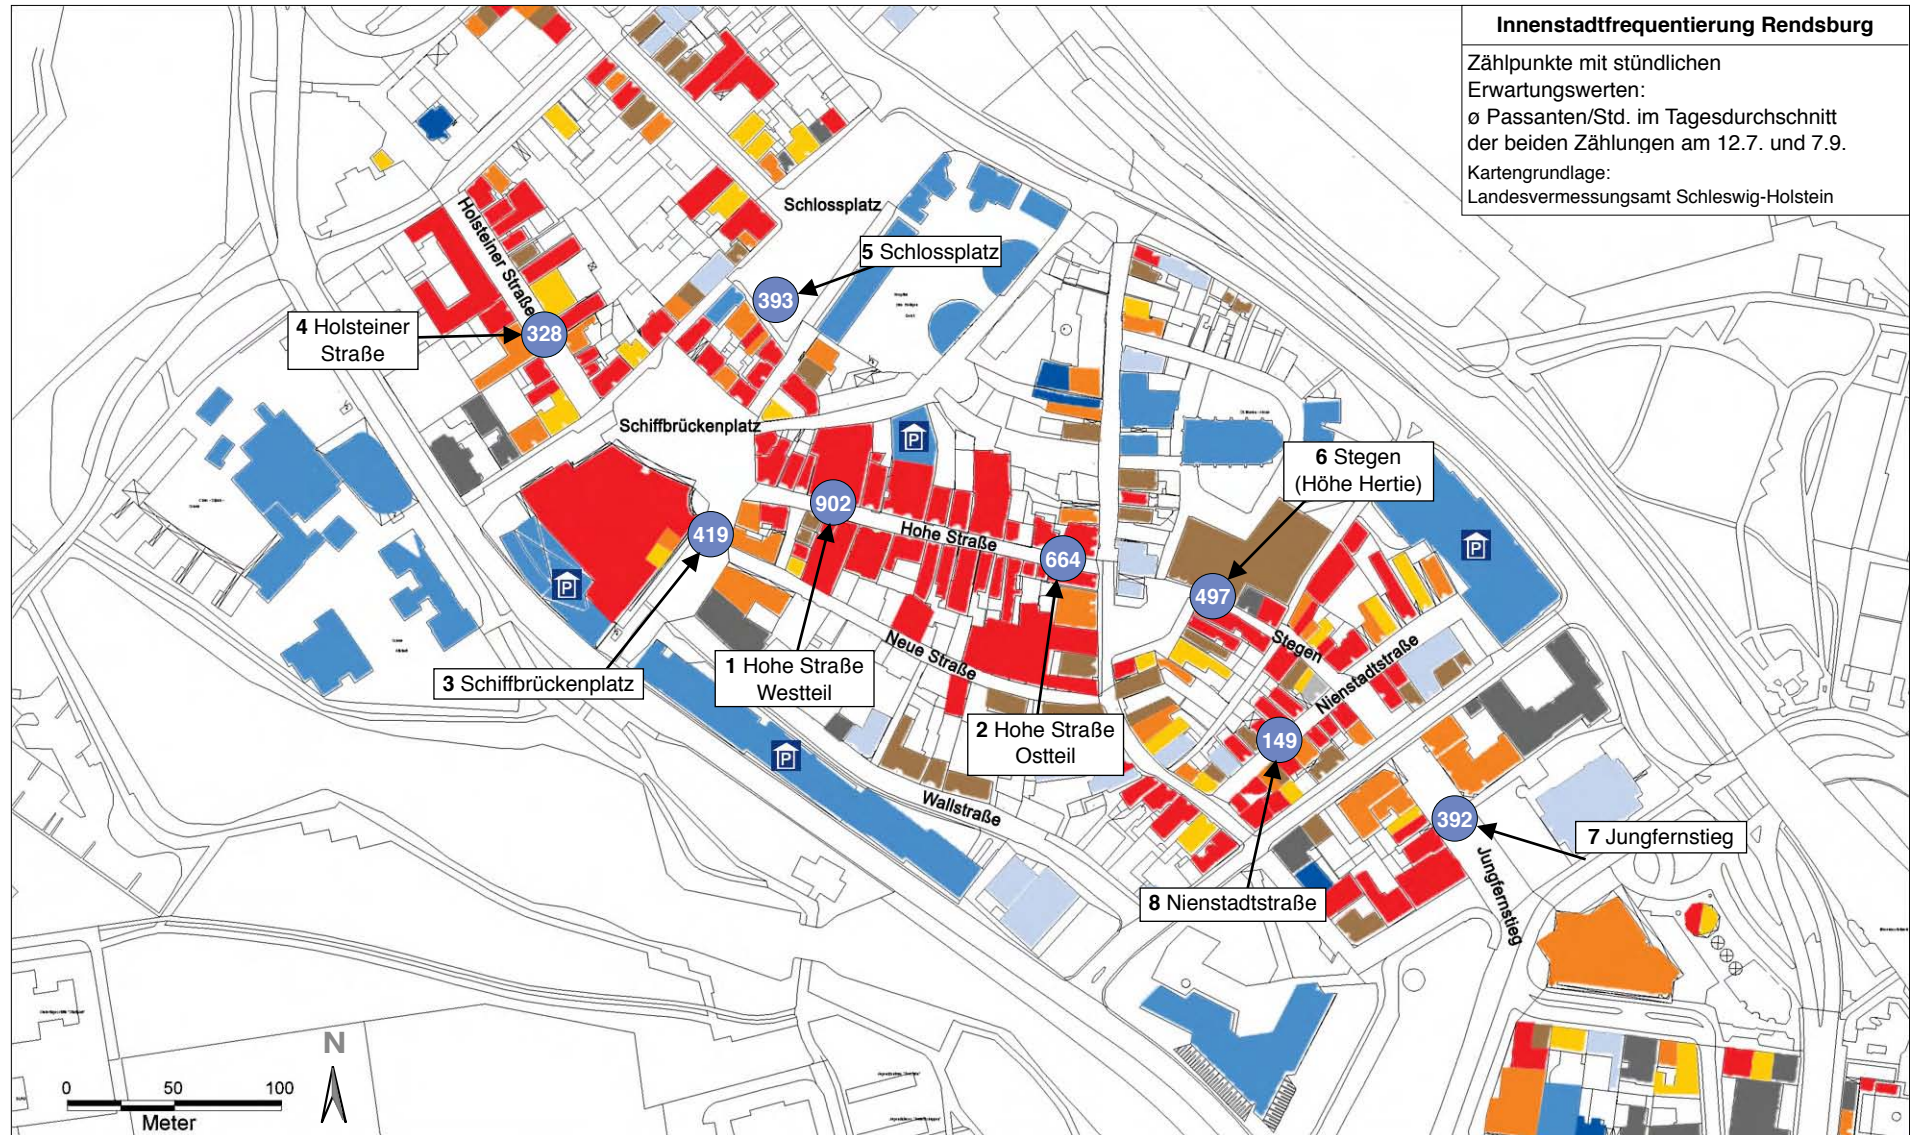 Innenstadtfrequentierung Rendsburg
Zählpunkte mit stündlichen
Erwartungswerten:
ø Passanten/Std. im Tagesdurchschnitt
der beiden Zählungen am 12.7. und 7.9.
Kartengrundlage:
Landesvermessungsamt Schleswig-Holstein
Schlossplatz
5 Schlossplatz
393
Holsteiner Straße
4 Holsteiner
Straße
328
Schiffbrückenplatz
P
6 Stegen
(Höhe Hertie)
902
Hohe Straße
419
664
P
P
497
Stegen
Neue Straße
Nienstadtstraße
3 Schiffbrückenplatz
1 Hohe Straße
Westteil
2 Hohe Straße
Ostteil
149
P
Wallstraße
392
7 Jungfernstieg
Jungfernstieg
8 Nienstadtstraße
N
0 50 100
Meter